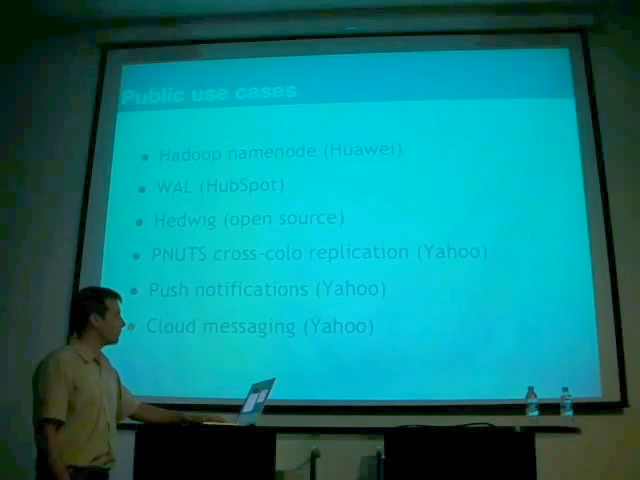 Public use cases
• Hadoop namenode (Huawei)
• WAL (HubSpot)
• Hedwig (open source)
• PNUTS cross-colo replication (Yahoo)
• Push notifications (Yahoo)
• Cloud messaging (Yahoo)